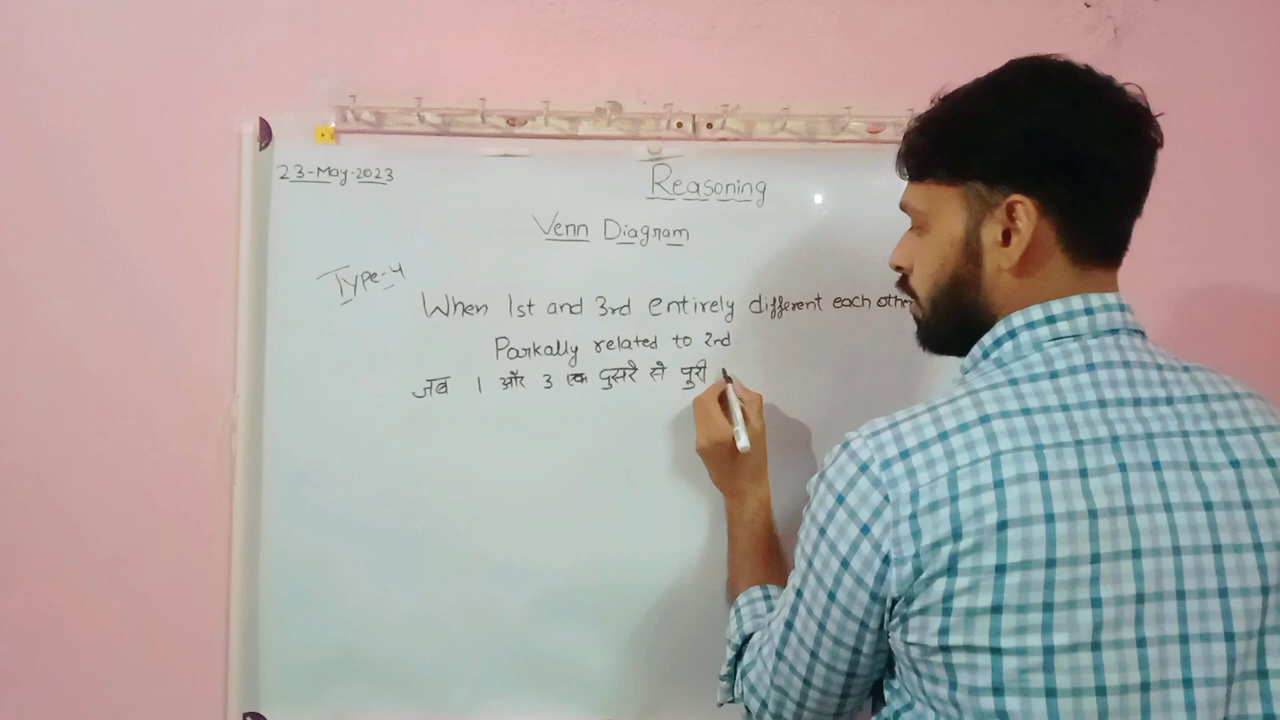 23-May-2023
Reasoning
Venn Diagram
Type-4
When 1st and 3rd entirely different each other
Parkally related to 2nd
जब 1 और 3 एक दुसरे से पुरी